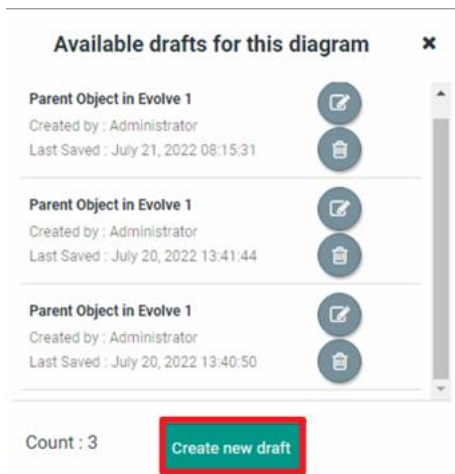 Available drafts for this diagram
Parent Object in Evolve 1
Created by : Administrator
Last Saved : July 21, 2022 08:15:31
Parent Object in Evolve 1
Created by : Administrator
Last Saved : July 20, 2022 13:41:44
Parent Object in Evolve 1
Created by : Administrator
Last Saved : July 20, 2022 13:40:50
Count : 3
Create new draft